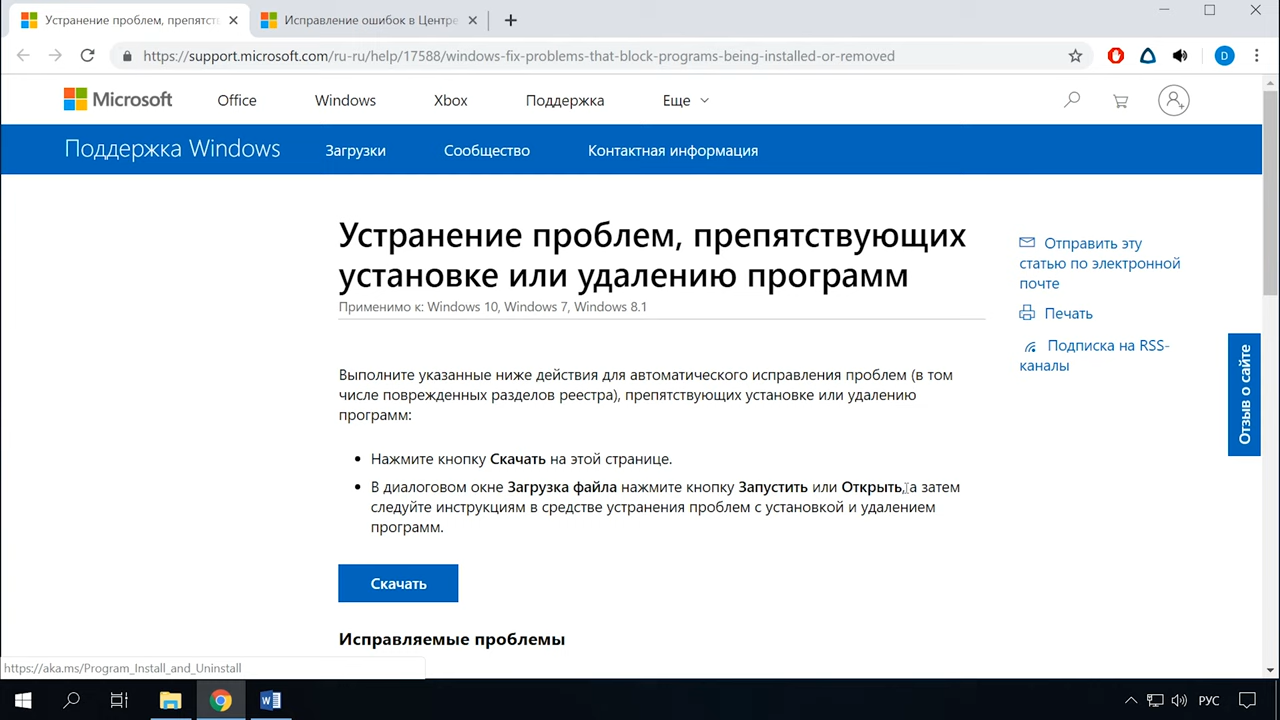 Устранение проблем, препятст
Исправление ошибок в Центре
https://support.microsoft.com/ru-ru/help/17588/windows-fix-problems-that-block-programs-being-installed-or-removed
D
Microsoft
Office
Windows
Xbox
Поддержка
Еще
Поддержка Windows
Загрузки
Сообщество
Контактная информация
Устранение проблем, препятствующих
установке или удалению программ
Применимо к: Windows 10, Windows 7, Windows 8.1
Отправить эту
статью по электронной
почте
Печать
Подписка на RSS-
каналы
Отзыв о сайте
Выполните указанные ниже действия для автоматического исправления проблем (в том
числе поврежденных разделов реестра), препятствующих установке или удалению
программ:
• Нажмите кнопку Скачать на этой странице.
• В диалоговом окне Загрузка файла нажмите кнопку Запустить или Открыть, а затем
следуйте инструкциям в средстве устранения проблем с установкой и удалением
программ.
Скачать
Исправляемые проблемы
https://aka.ms/Program_Install_and_Uninstall
РУС